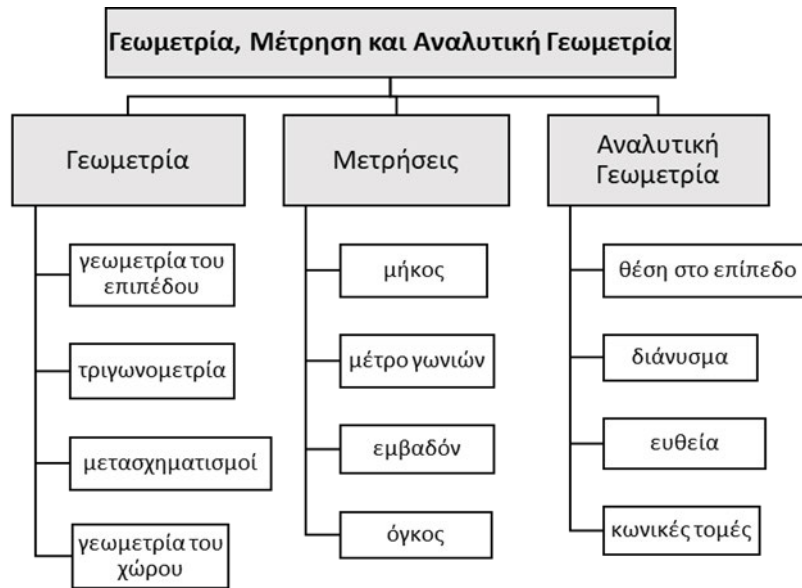 Γεωμετρία, Μέτρηση και Αναλυτική Γεωμετρία
Γεωμετρία
γεωμετρία του
επιπέδου
τριγωνομετρία
μετασχηματισμοί
γεωμετρία του
χώρου
Μετρήσεις
μήκος
μέτρο γωνιών
εμβαδόν
όγκος
Αναλυτική
Γεωμετρία
θέση στο επίπεδο
διάνυσμα
ευθεία
κωνικές τομές